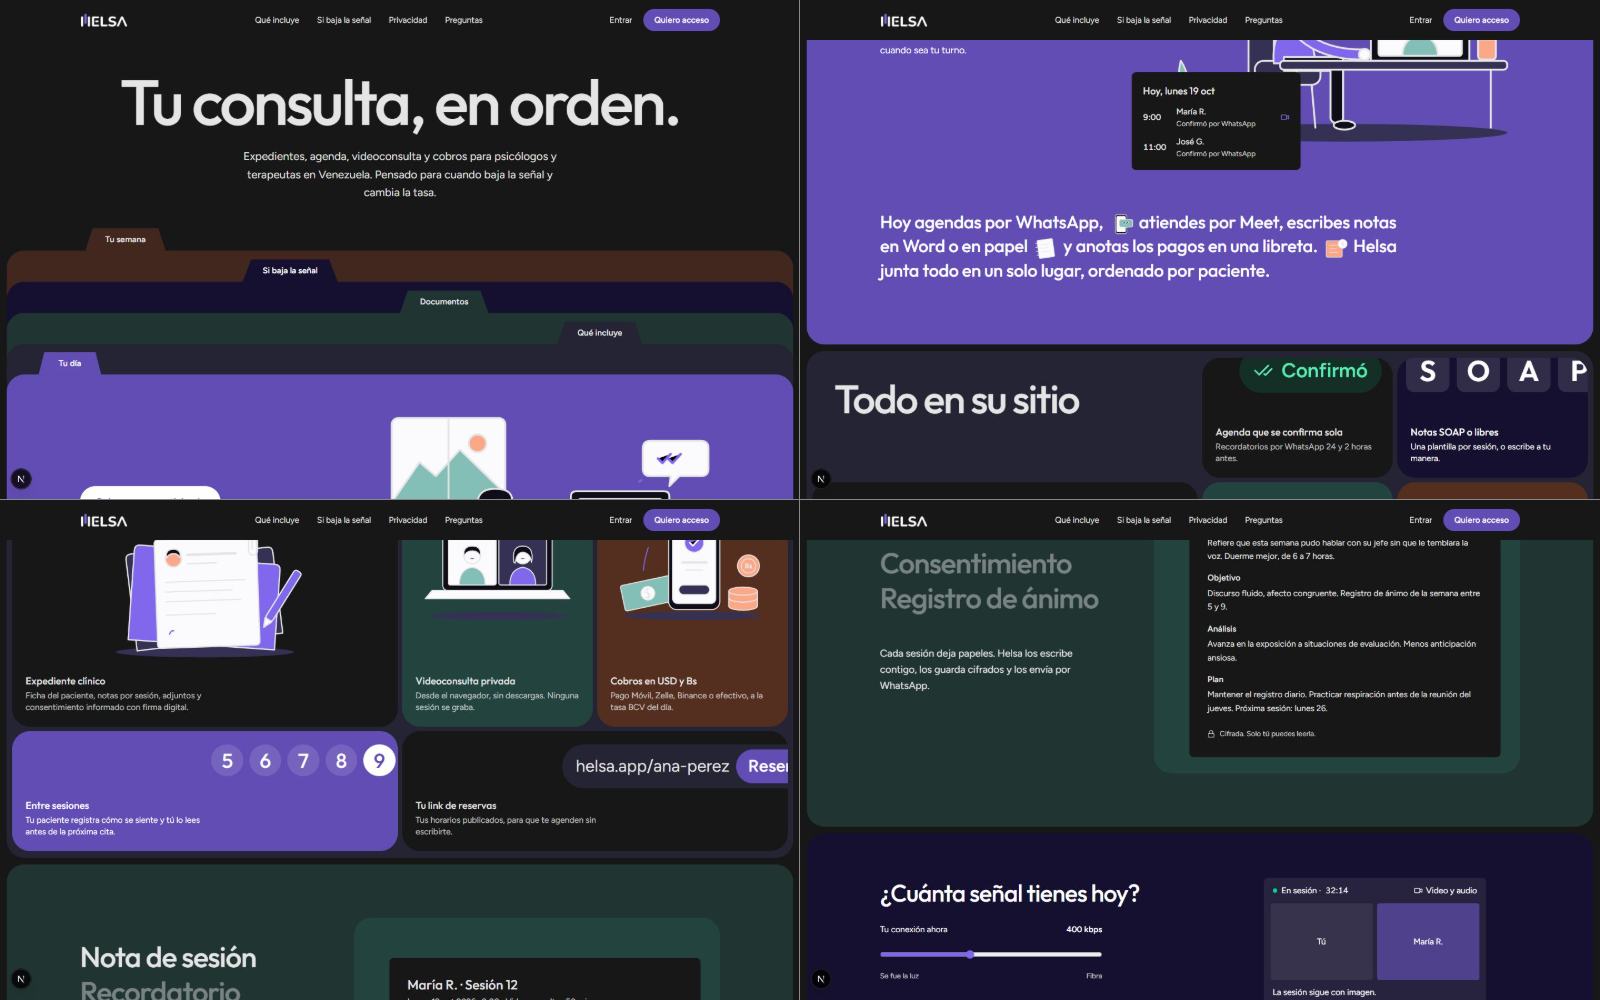 HELSA
Qué incluye
Si baja la señal
Privacidad
Preguntas
Entrar
Quiero acceso
Tu consulta, en orden.
Expedientes, agenda, videoconsulta y cobros para psicólogos y
terapeutas en Venezuela. Pensado para cuando baja la señal y
cambia la tasa.
Tu semana
Si baja la señal
Documentos
Qué incluye
Tu día
N
HELSA
Qué incluye
Si baja la señal
Privacidad
Preguntas
Entrar
Quiero acceso
cuando sea tu turno.
Hoy, lunes 19 oct
9:00
María R.
Confirmó por WhatsApp
11:00
José G.
Confirmó por WhatsApp
Hoy agendas por WhatsApp, atiendes por Meet, escribes notas
en Word o en papel y anotas los pagos en una libreta. Helsa
junta todo en un solo lugar, ordenado por paciente.
Todo en su sitio
Confirmó
Agenda que se confirma sola
Recordatorios por WhatsApp 24 y 2 horas
antes.
S O A P
Notas SOAP o libres
Una plantilla por sesión, o escribe a tu
manera.
N
HELSA
Qué incluye
Si baja la señal
Privacidad
Preguntas
Entrar
Quiero acceso
Expediente clínico
Ficha del paciente, notas por sesión, adjuntos y
consentimiento informado con firma digital.
Videoconsulta privada
Desde el navegador, sin descargas. Ninguna
sesión se graba.
$
Bs
Cobros en USD y Bs
Pago Móvil, Zelle, Binance o efectivo, a la
tasa BCV del día.
5 6 7 8 9
Entre sesiones
Tu paciente registra cómo se siente y tú lo lees
antes de la próxima cita.
helsa.app/ana-perez
Reser
Tu link de reservas
Tus horarios publicados, para que te agenden sin
escribirte.
Nota de sesión
Recordatorio
María R. · Sesión 12
N
HELSA
Qué incluye
Si baja la señal
Privacidad
Preguntas
Entrar
Quiero acceso
Consentimiento
Registro de ánimo
Cada sesión deja papeles. Helsa los escribe
contigo, los guarda cifrados y los envía por
WhatsApp.
Refiere que esta semana pudo hablar con su jefe sin que le temblara la
voz. Duerme mejor, de 6 a 7 horas.
Objetivo
Discurso fluido, afecto congruente. Registro de ánimo de la semana entre
5 y 9.
Análisis
Avanza en la exposición a situaciones de evaluación. Menos anticipación
ansiosa.
Plan
Mantener el registro diario. Practicar respiración antes de la reunión del
jueves. Próxima sesión: lunes 26.
Cifrada. Solo tú puedes leerla.
¿Cuánta señal tienes hoy?
Tu conexión ahora
400 kbps
Se fue la luz
Fibra
En sesión · 32:14
Video y audio
Tú
María R.
La sesión sigue con imagen.
N